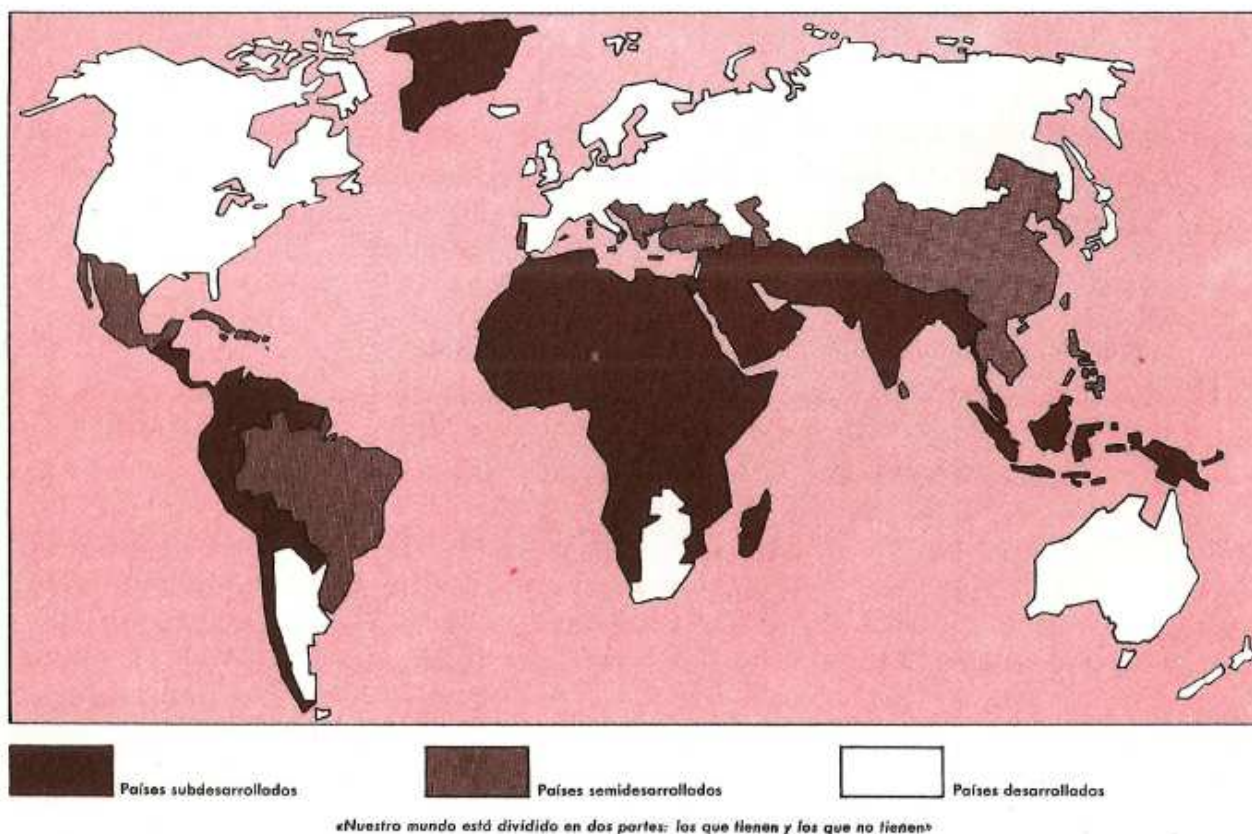 Países subdesarrollados
Países semidesarrollados
Países desarrollados
«Nuestro mundo está dividido en dos partes: los que tienen y los que no tienen»